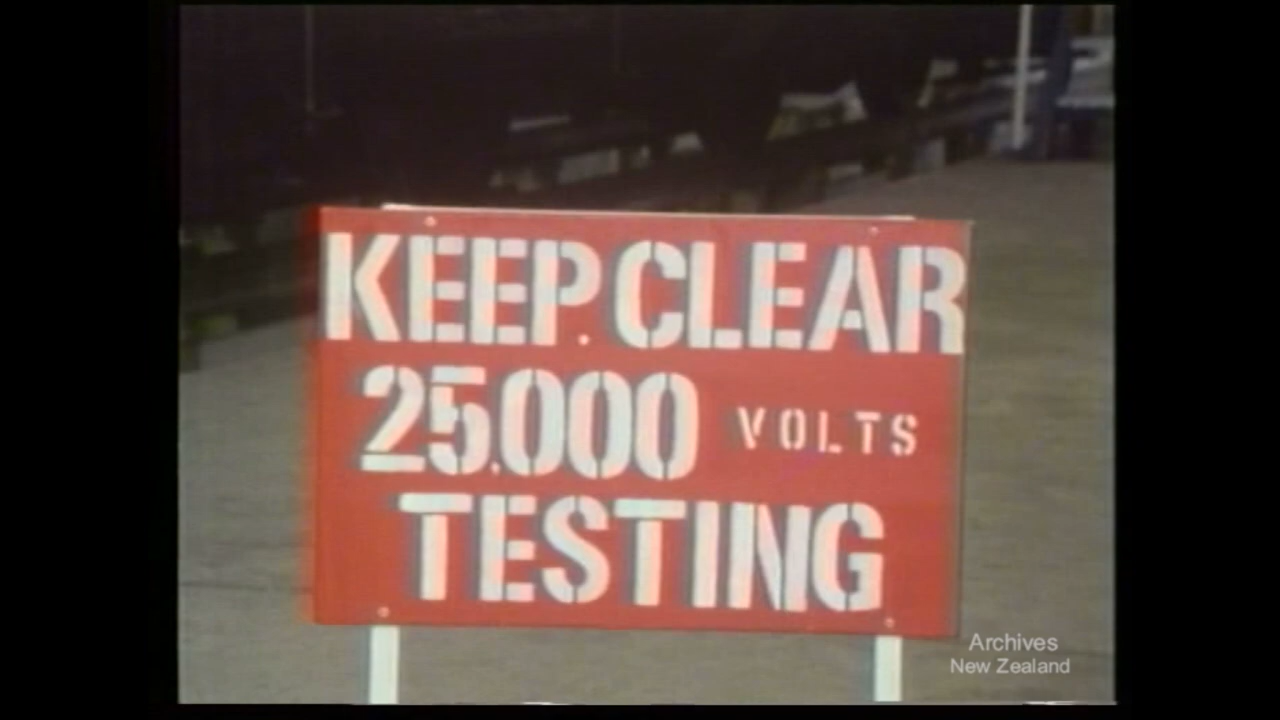 KEEP.CLEAR
25.000 VOLTS
TESTING
Archives
New Zealand